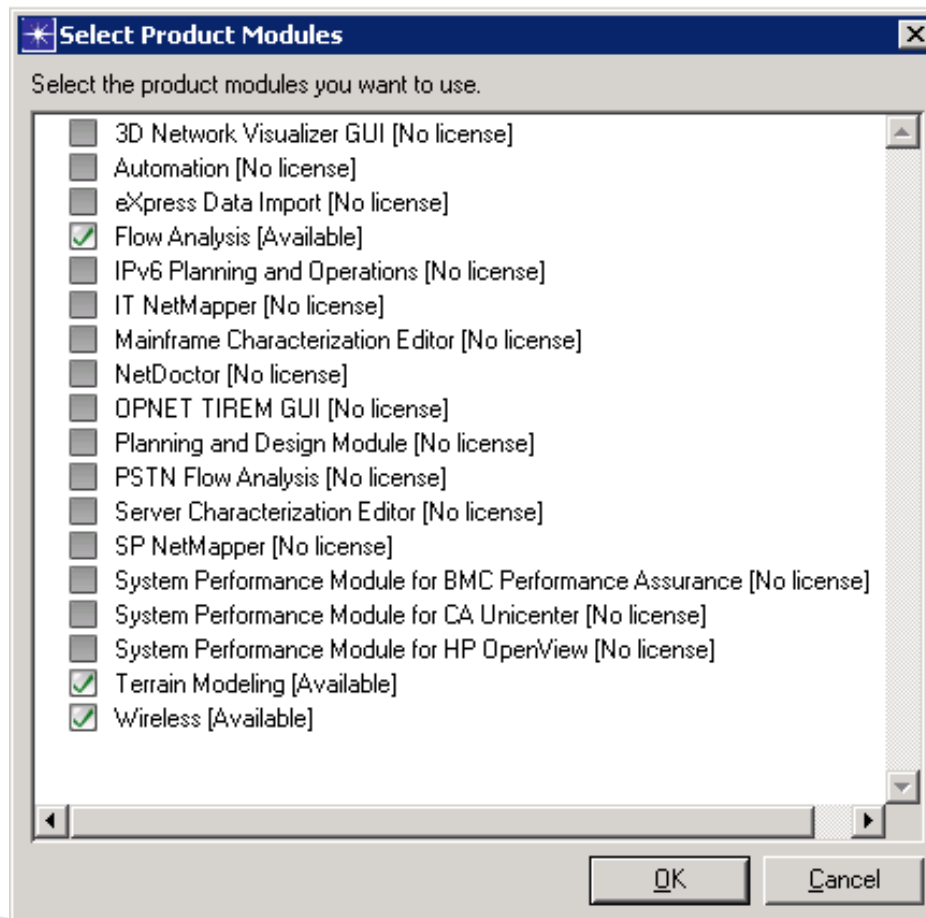 Select Product Modules
Select the product modules you want to use.
3D Network Visualizer GUI [No license]
Automation [No license]
eXpress Data Import [No license]
Flow Analysis [Available]
IPv6 Planning and Operations [No license]
IT NetMapper [No license]
Mainframe Characterization Editor [No license]
NetDoctor [No license]
OPNET TIREM GUI [No license]
Planning and Design Module [No license]
PSTN Flow Analysis [No license]
Server Characterization Editor [No license]
SP NetMapper [No license]
System Performance Module for BMC Performance Assurance [No license]
System Performance Module for CA Unicenter [No license]
System Performance Module for HP OpenView [No license]
Terrain Modeling [Available]
Wireless [Available]
OK Cancel